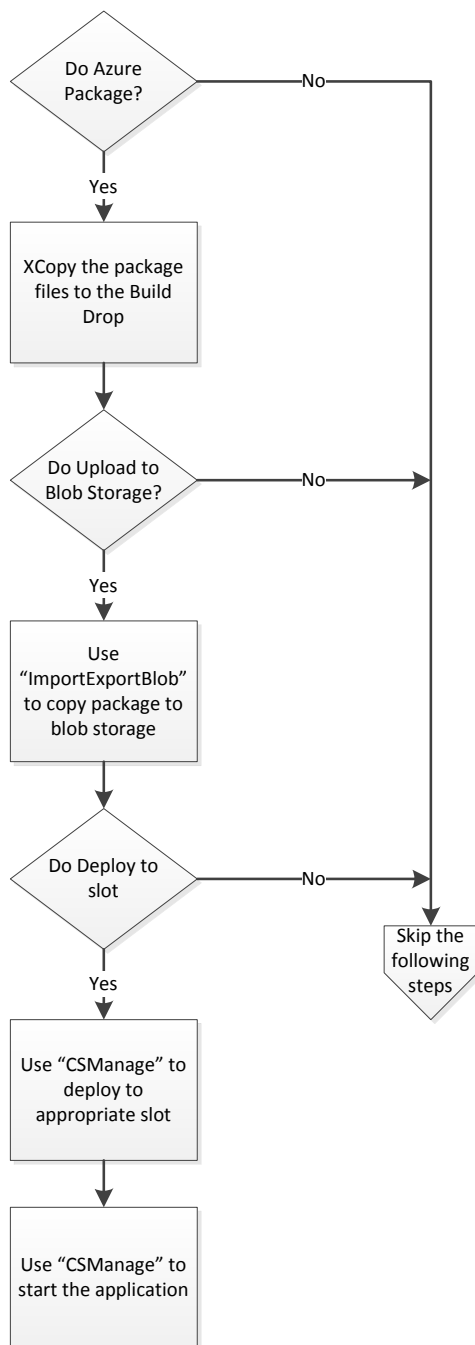 Do Azure
Package?
No
Yes
XCopy the package
files to the Build
Drop
Do Upload to
Blob Storage?
No
Yes
Use
“ImportExportBlob”
to copy package to
blob storage
Do Deploy to
slot
No
Skip the
following
steps
Yes
Use “CSManage” to
deploy to
appropriate slot
Use “CSManage” to
start the application